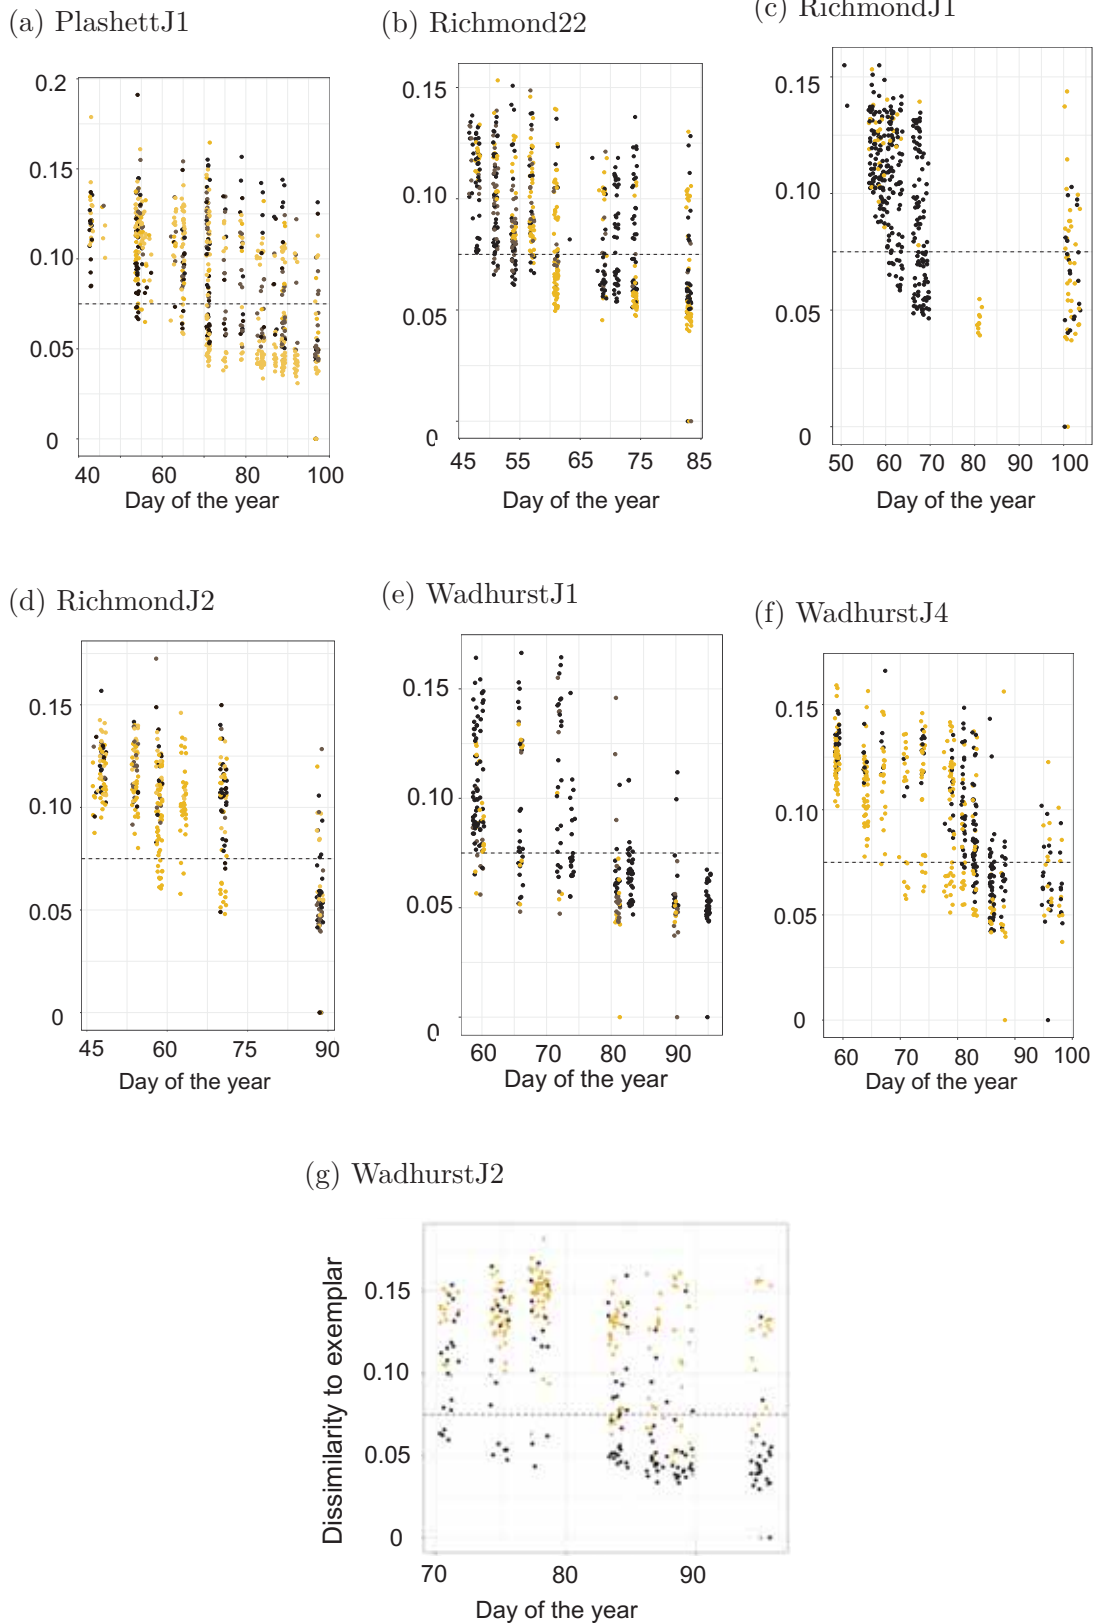 (a) PlashettJ1
0.2
0.15
0.10
0.05
0
40 60 80 100
Day of the year
(b) Richmond22
0.15
0.10
0.05
0
45 55 65 75 85
Day of the year
(c) RichmondJ1
0.15
0.10
0.05
0
50 60 70 80 90 100
Day of the year
(d) RichmondJ2
0.15
0.10
0.05
0
45 60 75 90
Day of the year
(e) WadhurstJ1
0.15
0.10
0.05
0
60 70 80 90
Day of the year
(f) WadhurstJ4
0.15
0.10
0.05
0
60 70 80 90 100
Day of the year
(g) WadhurstJ2
Dissimilarity to exemplar
0.15
0.10
0.05
0
70 80 90
Day of the year